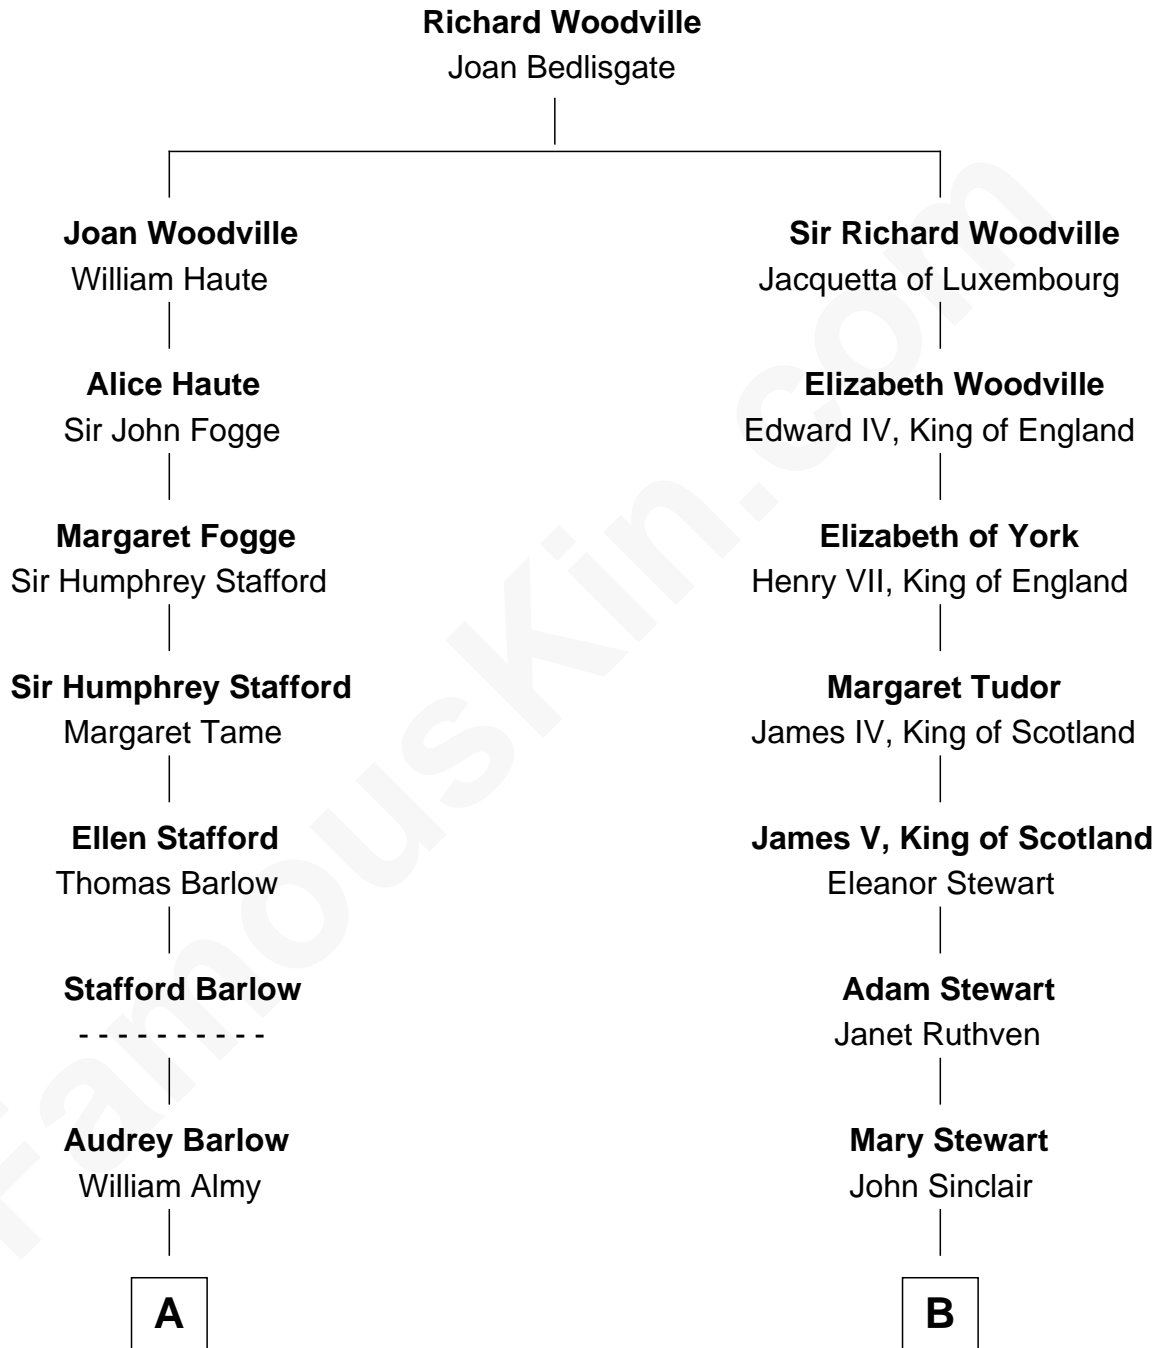 Richard Woodville
Joan Bedlisgate
Joan Woodville
William Haute
Sir Richard Woodville
Jacquetta of Luxembourg
Alice Haute
Sir John Fogge
Elizabeth Woodville
Edward IV, King of England
Margaret Fogge
Sir Humphrey Stafford
Elizabeth of York
Henry VII, King of England
Sir Humphrey Stafford
Margaret Tame
Margaret Tudor
James IV, King of Scotland
Ellen Stafford
Thomas Barlow
James V, King of Scotland
Eleanor Stewart
Stafford Barlow
- - - - - - - - - -
Adam Stewart
Janet Ruthven
Audrey Barlow
William Almy
Mary Stewart
John Sinclair
A
B
FamousKin.com